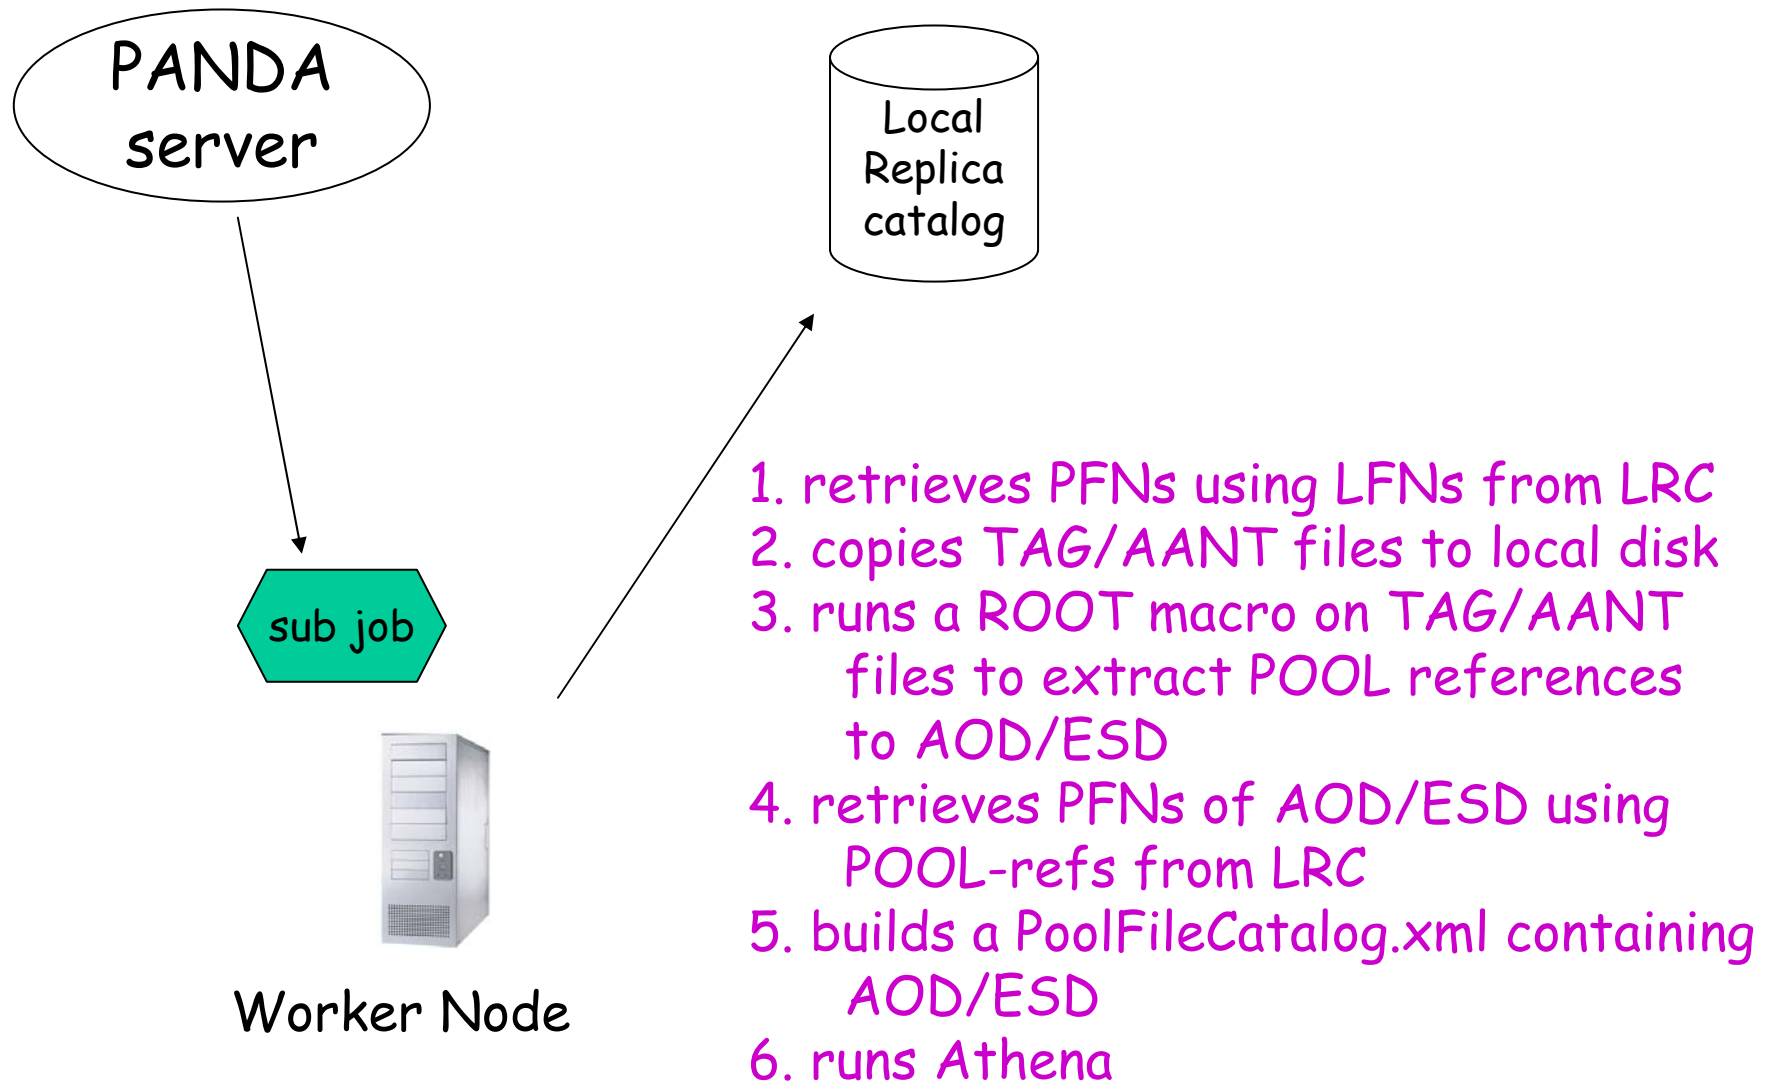 PANDA
server
Local
Replica
catalog
sub job
Worker Node
1. retrieves PFNs using LFNs from LRC
2. copies TAG/AANT files to local disk
3. runs a ROOT macro on TAG/AANT
files to extract POOL references
to AOD/ESD
4. retrieves PFNs of AOD/ESD using
POOL-refs from LRC
5. builds a PoolFileCatalog.xml containing
AOD/ESD
6. runs Athena